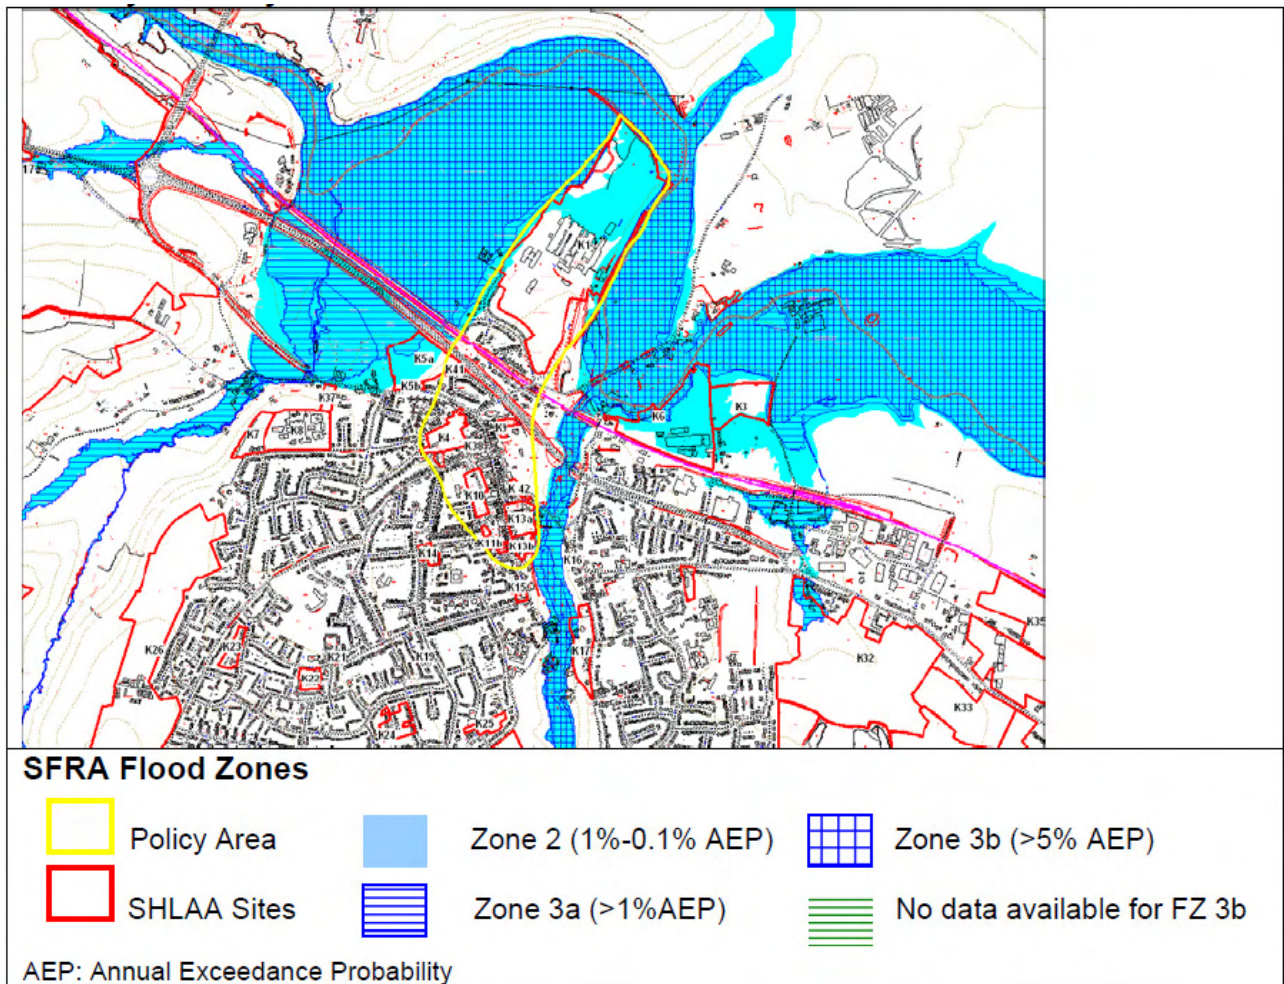 17
K1
K5a
K41
K5b
K37
K6
K3
K7
K8
K4
K38
K10
K 42
K13a
K11b
K13b
K14
K16
K15
K26
K23
K21
K19
K22
K17
K32
K35
K33
K25
K24
SFRA Flood Zones
Policy Area
Zone 2 (1%-0.1% AEP)
Zone 3b (>5% AEP)
SHLAA Sites
Zone 3a (>1%AEP)
No data available for FZ 3b
AEP: Annual Exceedance Probability